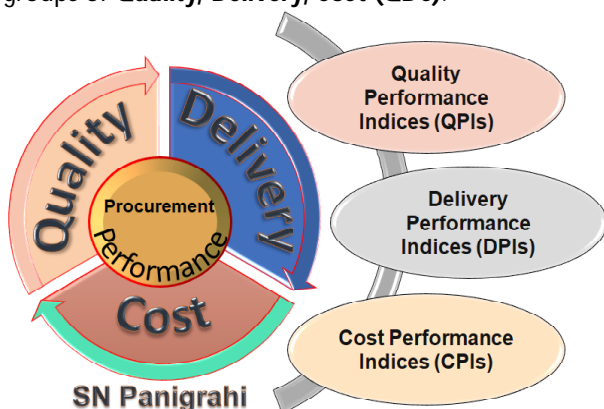 groups of Quality, Delivery, Cost (QDC).
Quality
Delivery
Procurement
Performance
Cost
SN Panigrahi
Quality
Performance
Indices (QPIs)
Delivery
Performance
Indices (DPIs)
Cost Performance
Indices (CPIs)